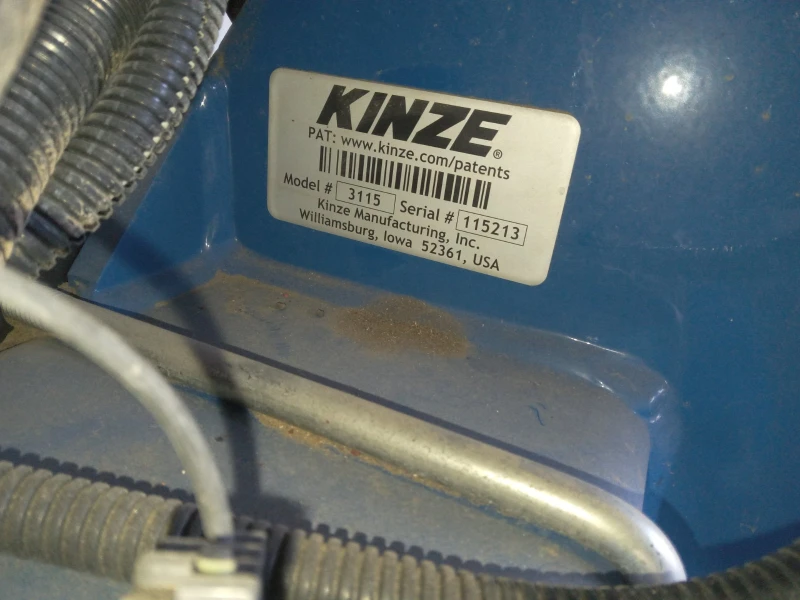 KINZE®
PAT: www.kinze.com/patents
Model # 3115 Serial # 115213
Kinze Manufacturing, Inc.
Williamsburg, Iowa 52361, USA